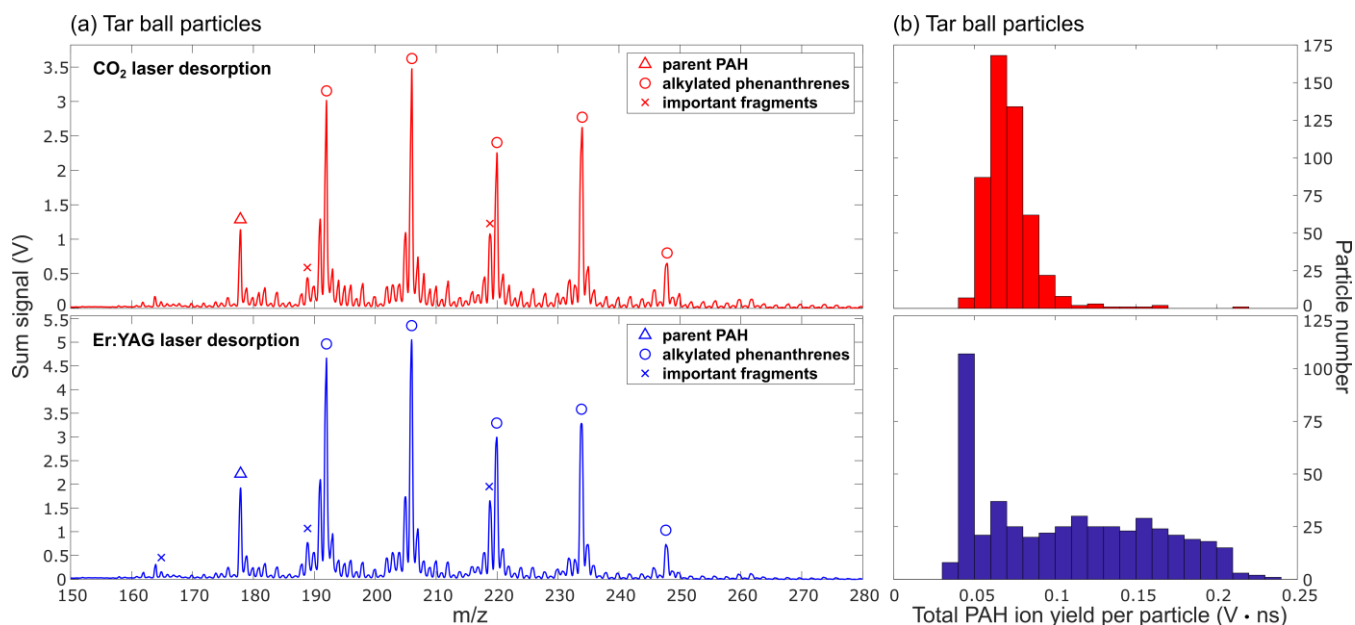 (a) Tar ball particles
CO₂ laser desorption
parent PAH
alkylated phenanthrenes
important fragments
3.5
3
2.5
2
1.5
1
0.5
0
Er:YAG laser desorption
parent PAH
alkylated phenanthrenes
important fragments
5.5
5
4.5
4
3.5
3
2.5
2
1.5
1
0.5
0
Sum signal (V)
150 160 170 180 190 200 210 220 230 240 250 260 270 280
m/z
(b) Tar ball particles
175
150
125
100
75
50
25
0
125
100
75
50
25
0
Particle number
0 0.05 0.1 0.15 0.2 0.25
Total PAH ion yield per particle (V • ns)